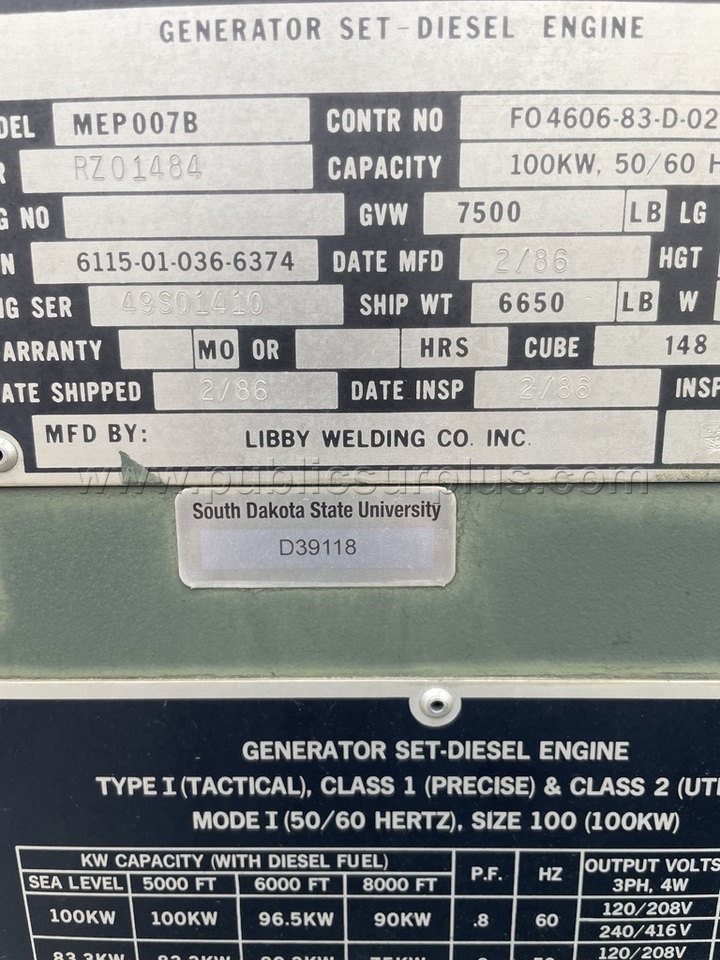 GENERATOR SET-DIESEL ENGINE
DEL MEP007B CONTR NO FO4606-83-D-02
R RZ01484 CAPACITY 100KW, 50/60 H
G NO GVW 7500 LB LG
N 6115-01-036-6374 DATE MFD 2/86 HGT
NG SER 49S01410 SHIP WT 6650 LB W
ARRANTY MO OR HRS CUBE 148
ATE SHIPPED 2/86 DATE INSP 2/86 INSP
MFD BY: LIBBY WELDING CO. INC.
www.publicsurplus.com
South Dakota State University
D39118
GENERATOR SET-DIESEL ENGINE
TYPE I (TACTICAL), CLASS 1 (PRECISE) & CLASS 2 (UTI
MODE I (50/60 HERTZ), SIZE 100 (100KW)
KW CAPACITY (WITH DIESEL FUEL) P.F. HZ OUTPUT VOLTS
SEA LEVEL 5000 FT 6000 FT 8000 FT 3PH, 4W
100KW 100KW 96.5KW 90KW .8 60 120/208V
240/416V
83.3KW 120/208V